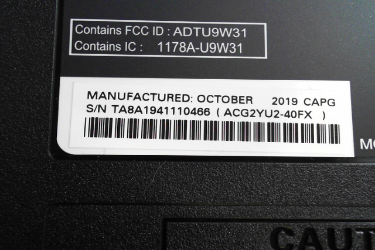 Contains FCC ID : ADTU9W31
Contains IC : 1178A-U9W31
MANUFACTURED: OCTOBER 2019 CAPG
S/N TA8A1941110466 ( ACG2YU2-40FX )